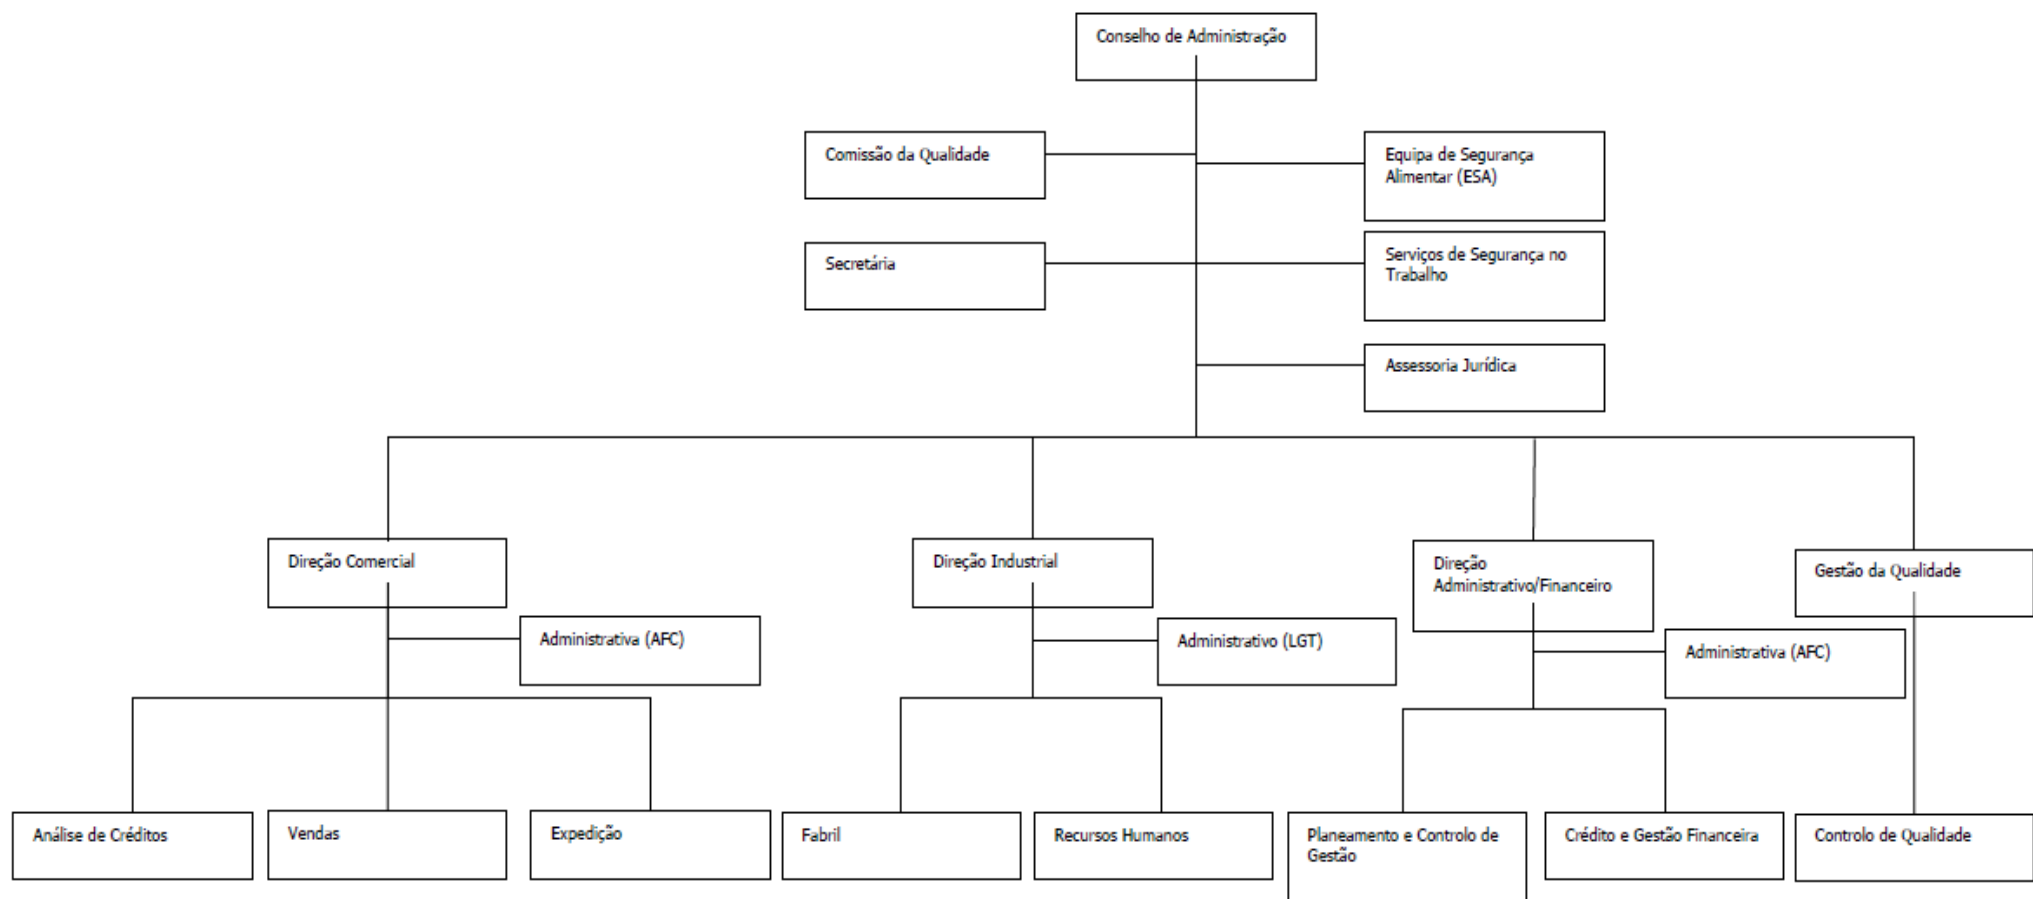 Conselho de Administração
Comissão da Qualidade
Equipa de Segurança
Alimentar (ESA)
Secretária
Serviços de Segurança no
Trabalho
Assessoria Jurídica
Direção Comercial
Direção Industrial
Direção
Administrativo/Financeiro
Gestão da Qualidade
Administrativa (AFC)
Administrativo (LGT)
Administrativa (AFC)
Análise de Créditos
Vendas
Expedição
Fabril
Recursos Humanos
Planeamento e Controlo de
Gestão
Crédito e Gestão Financeira
Controlo de Qualidade